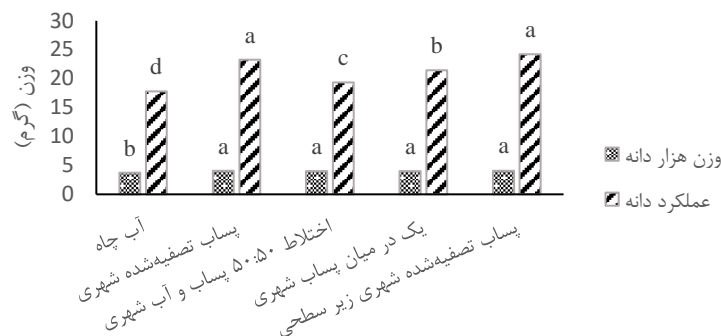 30
25
20
15
10
5
0
وزن (گرم)
b
d
a
a
a
c
a
b
a
a
آب چاه
پساب تصفیه‌شده شهری
اختلاط ۵۰:۵۰ پساب و آب شهری
یک در میان پساب شهری
پساب تصفیه‌شده شهری زیر سطحی
وزن هزار دانه
عملکرد دانه